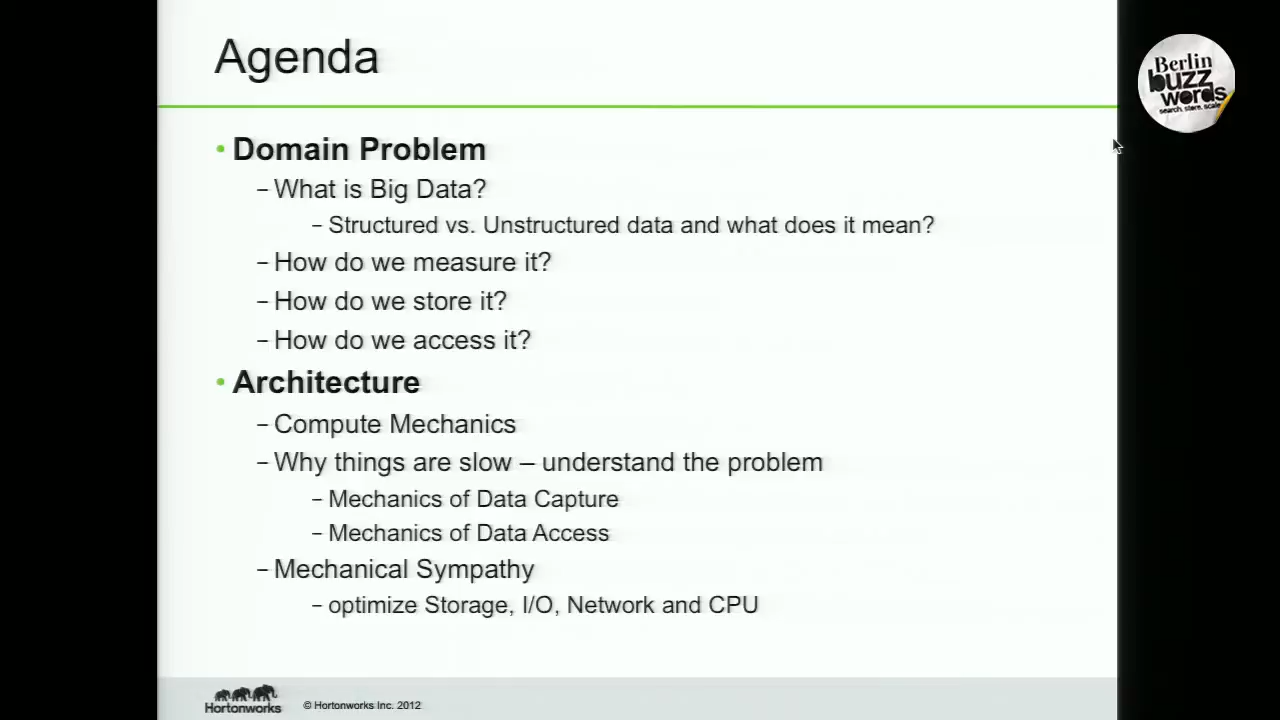 Agenda
Berlin
buzz
words
search. store. scale
• Domain Problem
– What is Big Data?
– Structured vs. Unstructured data and what does it mean?
– How do we measure it?
– How do we store it?
– How do we access it?
• Architecture
– Compute Mechanics
– Why things are slow – understand the problem
– Mechanics of Data Capture
– Mechanics of Data Access
– Mechanical Sympathy
– optimize Storage, I/O, Network and CPU
Hortonworks
© Hortonworks Inc. 2012